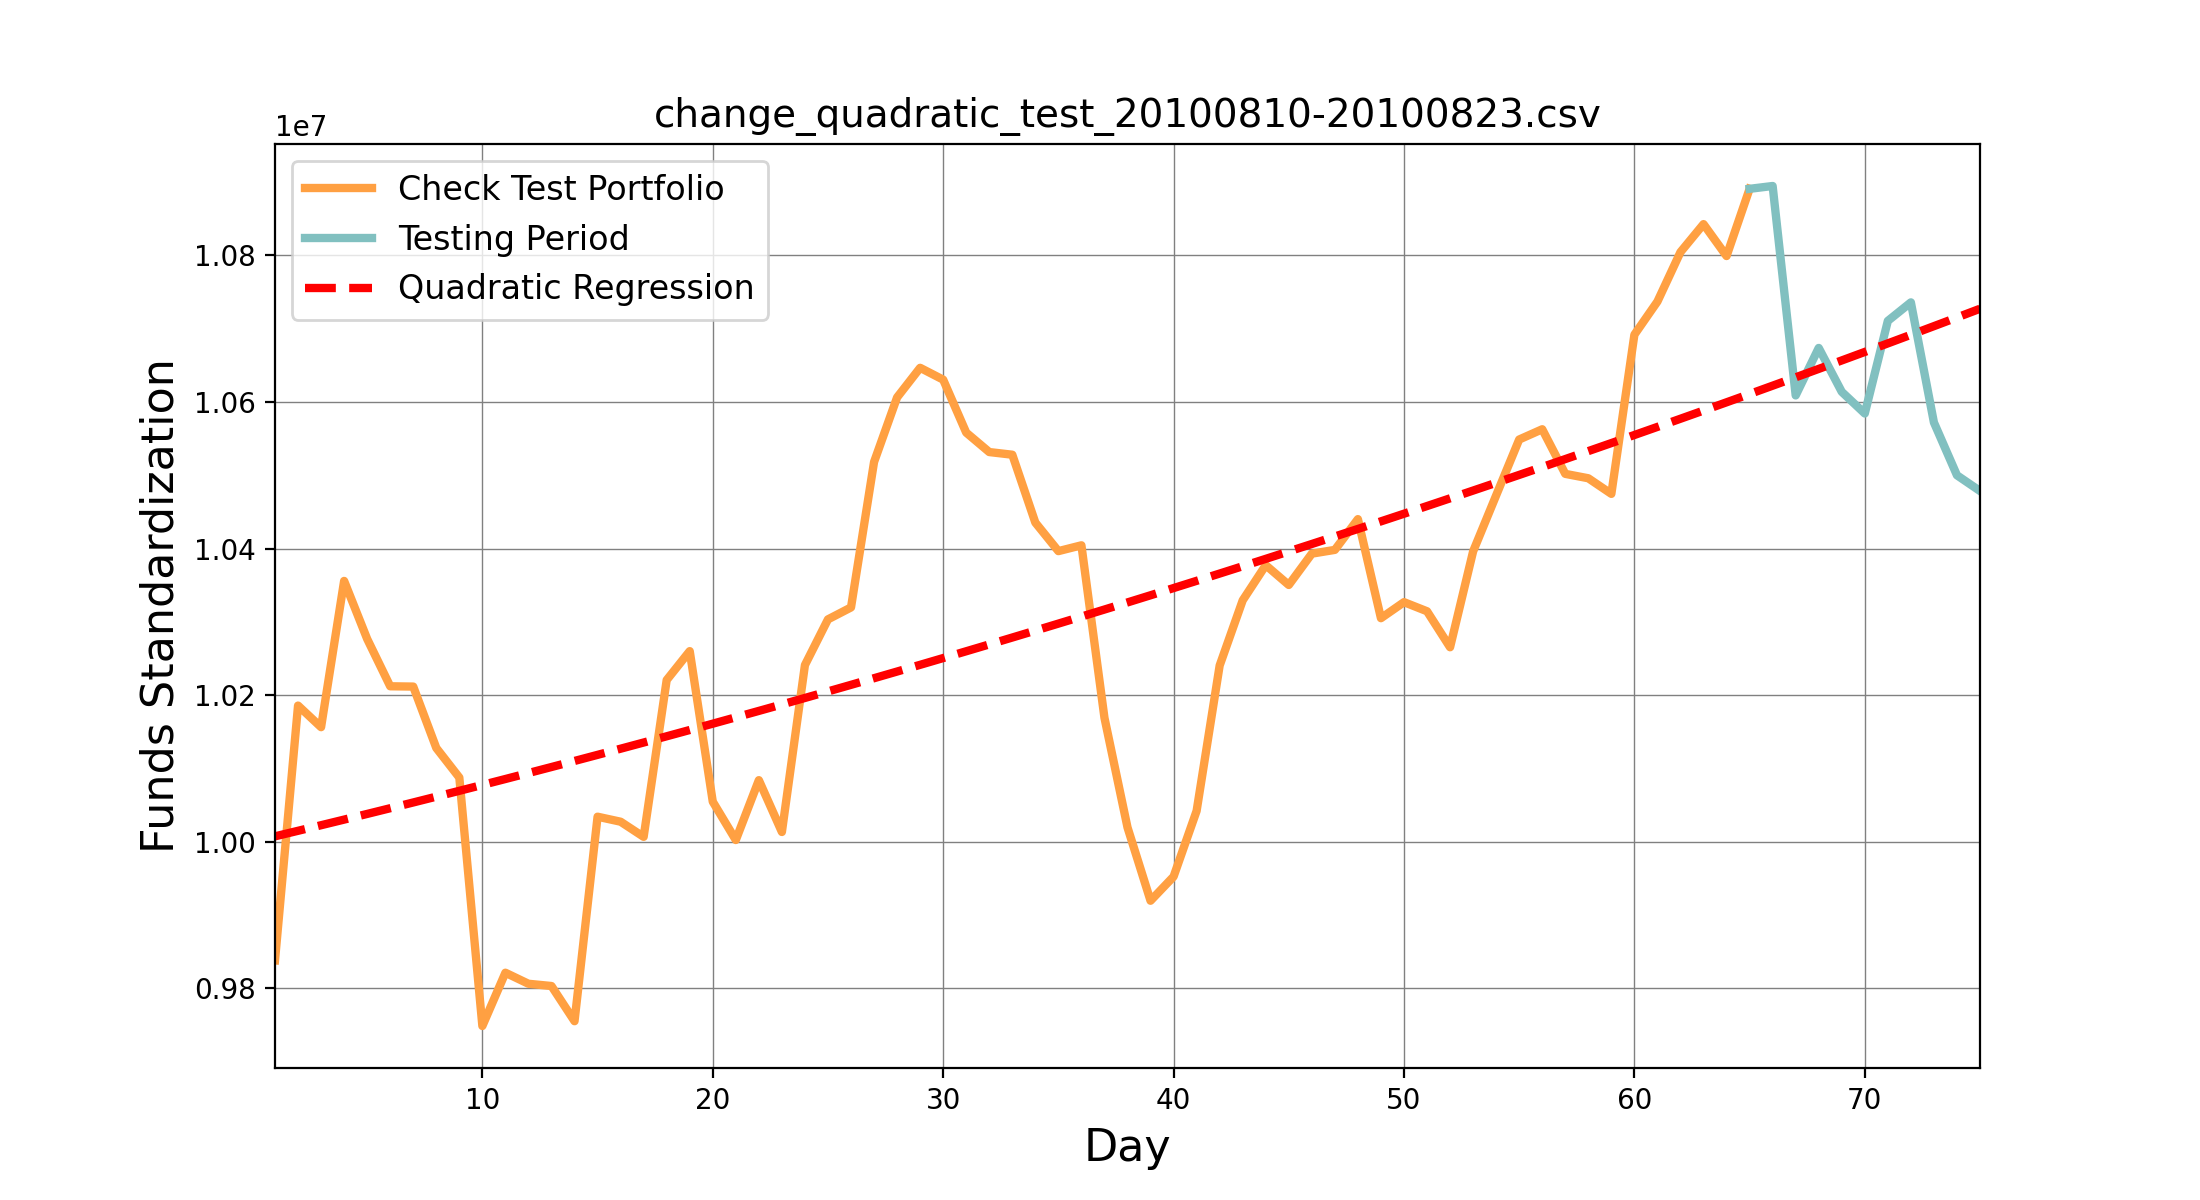 change_quadratic_test_20100810-20100823.csv
1e7
Check Test Portfolio
Testing Period
Quadratic Regression
1.08
1.06
1.04
1.02
1.00
0.98
Funds Standardization
10 20 30 40 50 60 70
Day